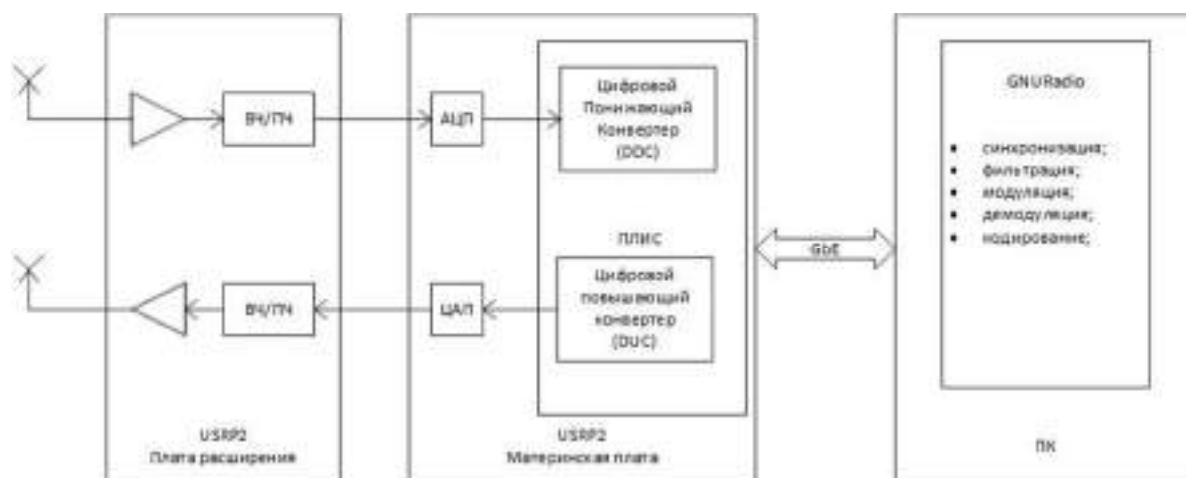 ВЧ/ПЧ
АЦП
Цифровой
Понижающий
Конвертер
(DDC)
ПЛИС
ВЧ/ПЧ
ЦАП
Цифровой
повышающий
конвертер
(DUC)
USRP2
Плата расширения
USRP2
Материнская плата
GbE
GNURadio
• синхронизация;
• фильтрация;
• модуляция;
• демодуляция;
• кодирование;
ПК